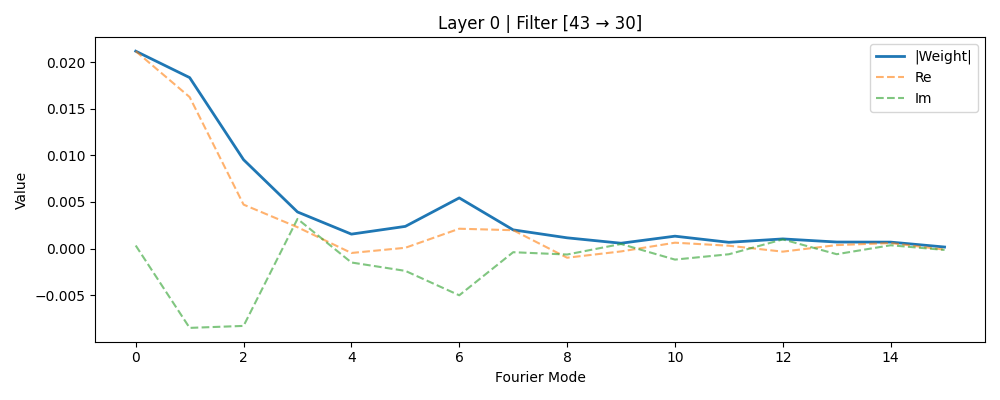 Layer 0 | Filter [43 → 30]
|Weight|
Re
Im
0.020
0.015
0.010
0.005
0.000
−0.005
Value
0 2 4 6 8 10 12 14
Fourier Mode